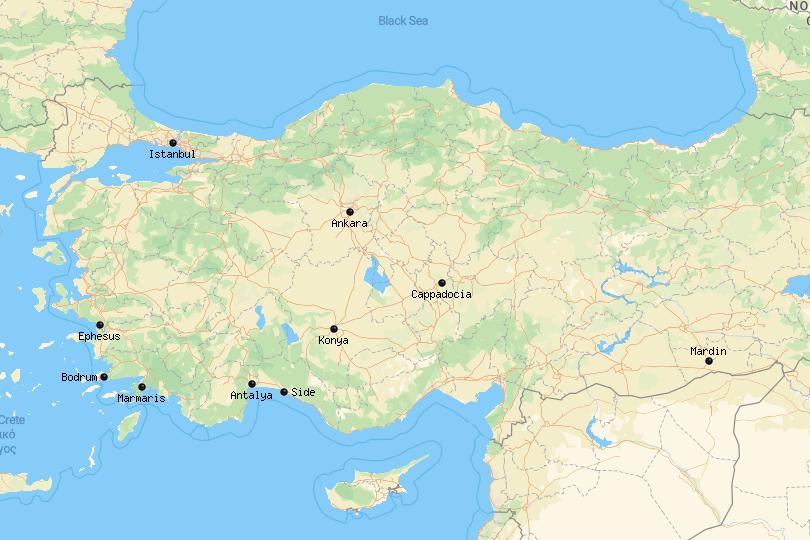 NO
Black Sea
Istanbul
Ankara
Cappadocia
Ephesus
Konya
Mardin
Bodrum
Marmaris
Antalya
Side
Crete
ικό
γος